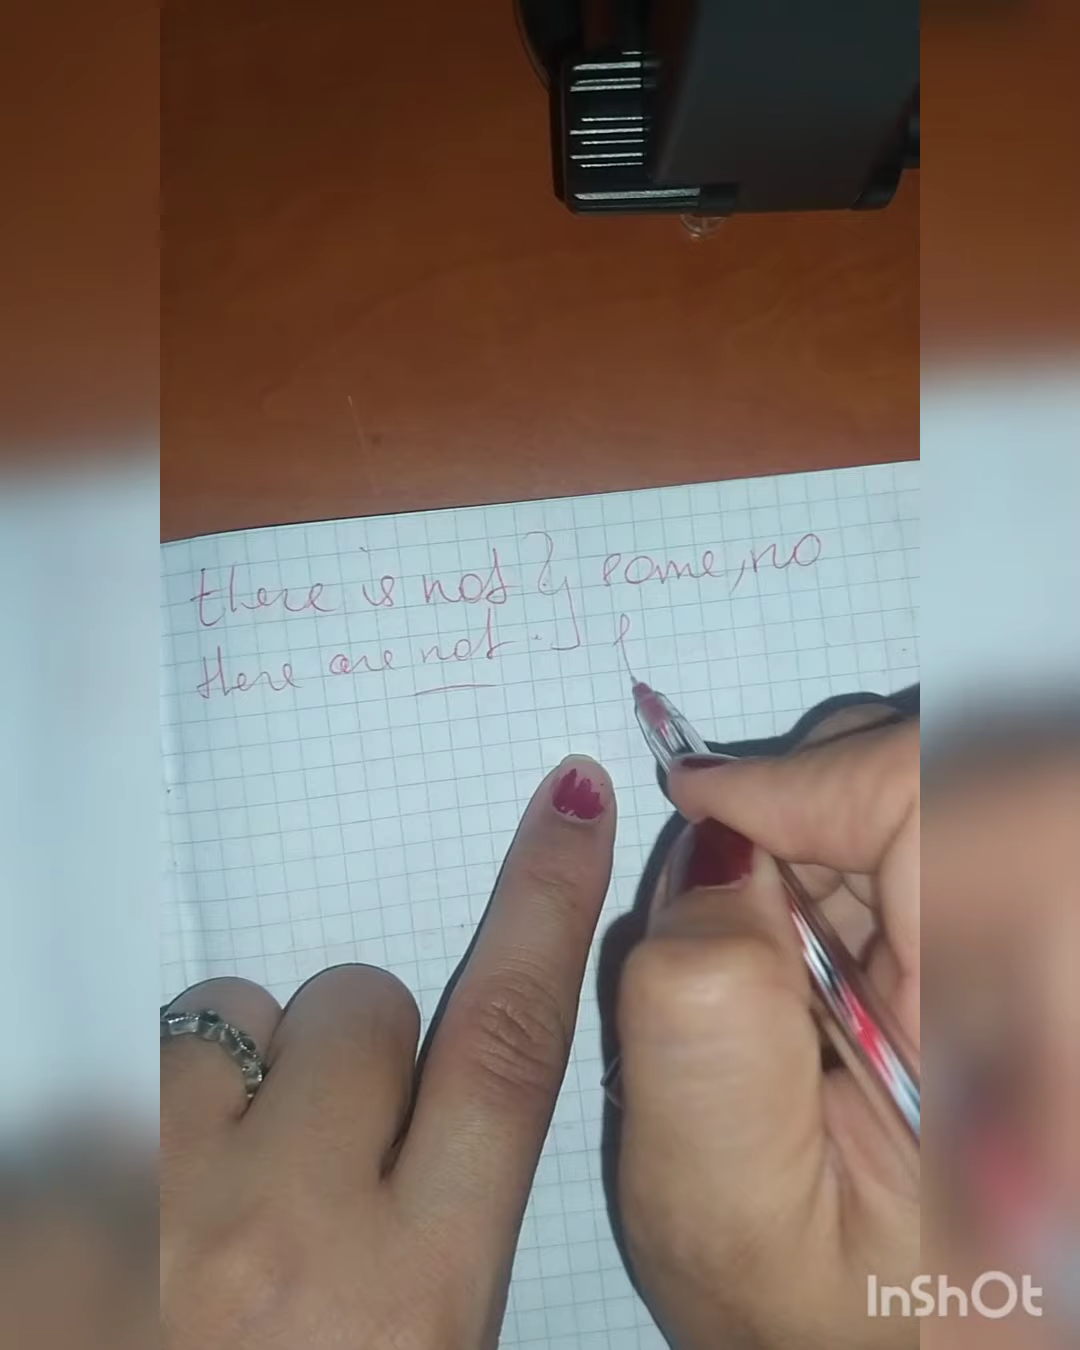 there is not } some, no
there are not.
InShOt